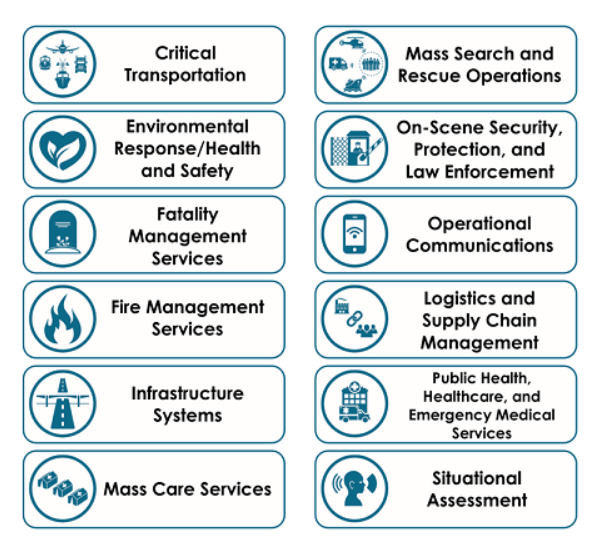 Critical
Transportation
Environmental
Response/Health
and Safety
Fatality
Management
Services
Fire Management
Services
Infrastructure
Systems
Mass Care Services
Mass Search and
Rescue Operations
On-Scene Security,
Protection, and
Law Enforcement
Operational
Communications
Logistics and
Supply Chain
Management
Public Health,
Healthcare, and
Emergency Medical
Services
Situational
Assessment